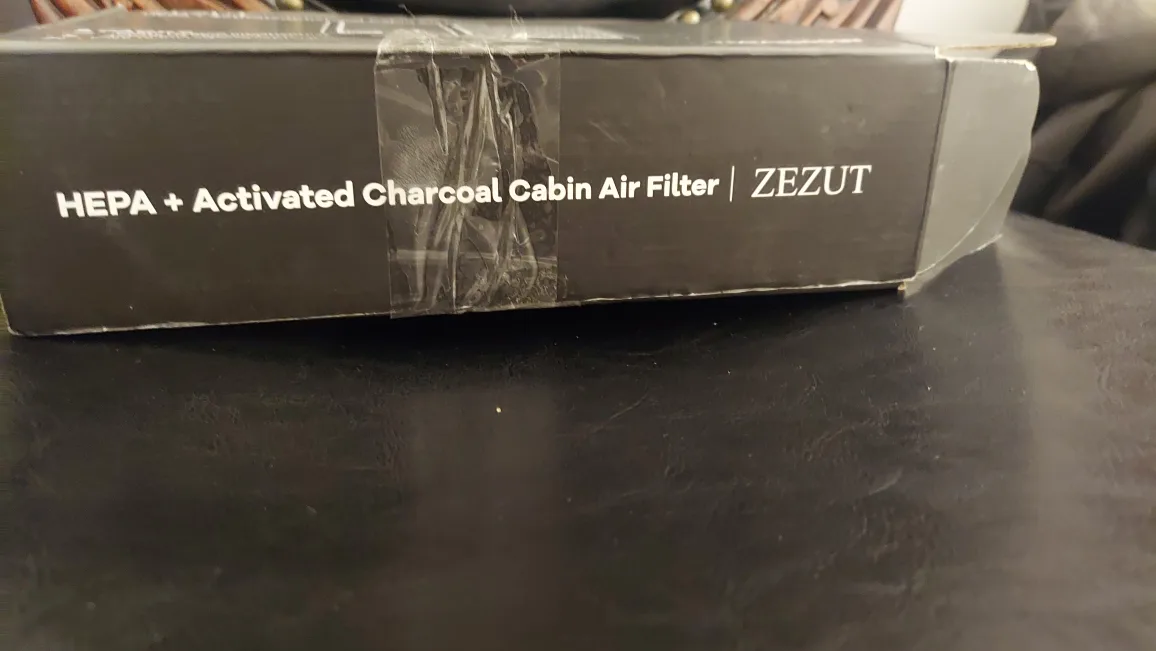 HEPA + Activated Charcoal Cabin Air Filter | ZEZUT